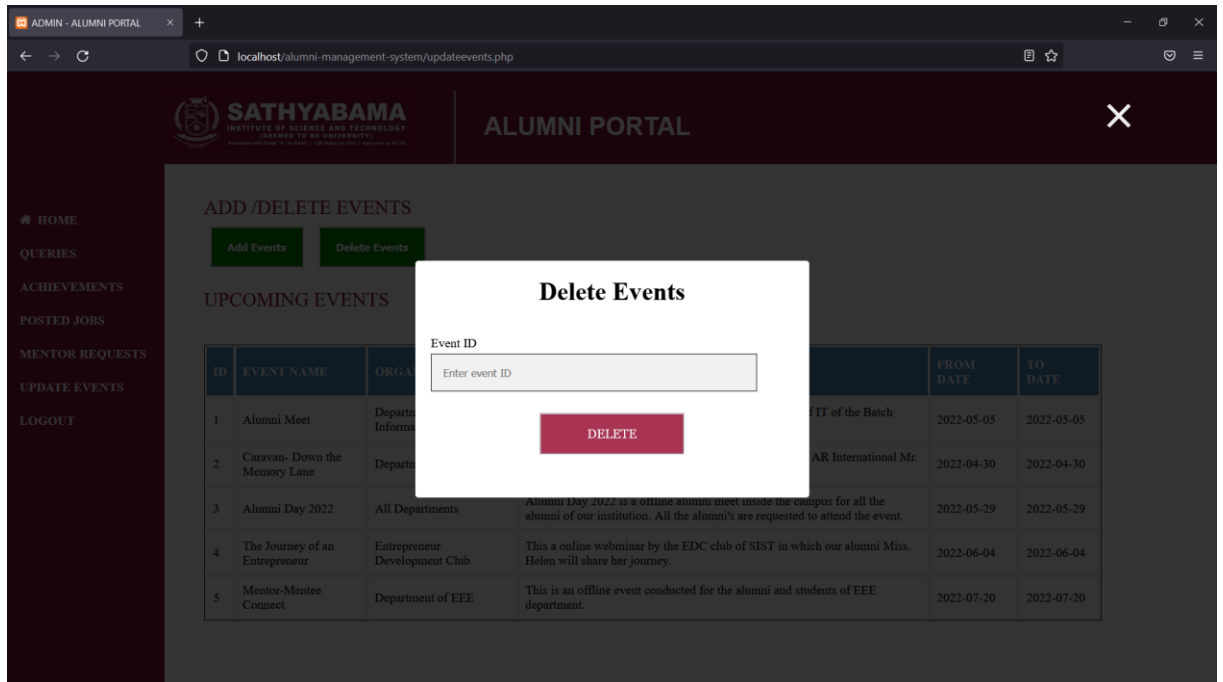 ADMIN - ALUMNI PORTAL
localhost/alumni-management-system/updateevents.php
SATHYABAMA
INSTITUTE OF SCIENCE AND TECHNOLOGY
(DEEMED TO BE UNIVERSITY)
ALUMNI PORTAL
HOME
QUERIES
ACHIEVEMENTS
POSTED JOBS
MENTOR REQUESTS
UPDATE EVENTS
LOGOUT
ADD /DELETE EVENTS
Add Events Delete Events
UPCOMING EVENTS
Delete Events
Event ID
Enter event ID
DELETE
ID EVENT NAME FROM DATE TO DATE
1 Alumni Meet IT of the Batch 2022-05-05 2022-05-05
2 Caravan- Down the Memory Lane AR International Mr. 2022-04-30 2022-04-30
3 Alumni Day 2022 All Departments Alumni Day 2022 is a offline alumni meet inside the campus for all the
alumni of our institution. All the alumni's are requested to attend the event. 2022-05-29 2022-05-29
4 The Journey of an Entrepreneur Entrepreneur Development Club This a online webminar by the EDC club of SIST in which our alumni Miss.
Helen will share her journey. 2022-06-04 2022-06-04
5 Mentor-Mentee Connect Department of EEE This is an offline event conducted for the alumni and students of EEE
department. 2022-07-20 2022-07-20